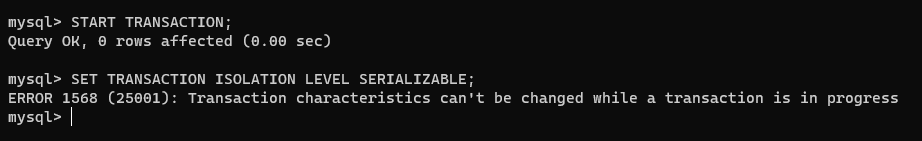 mysql> START TRANSACTION;
Query OK, 0 rows affected (0.00 sec)
mysql> SET TRANSACTION ISOLATION LEVEL SERIALIZABLE;
ERROR 1568 (25001): Transaction characteristics can't be changed while a transaction is in progress
mysql>